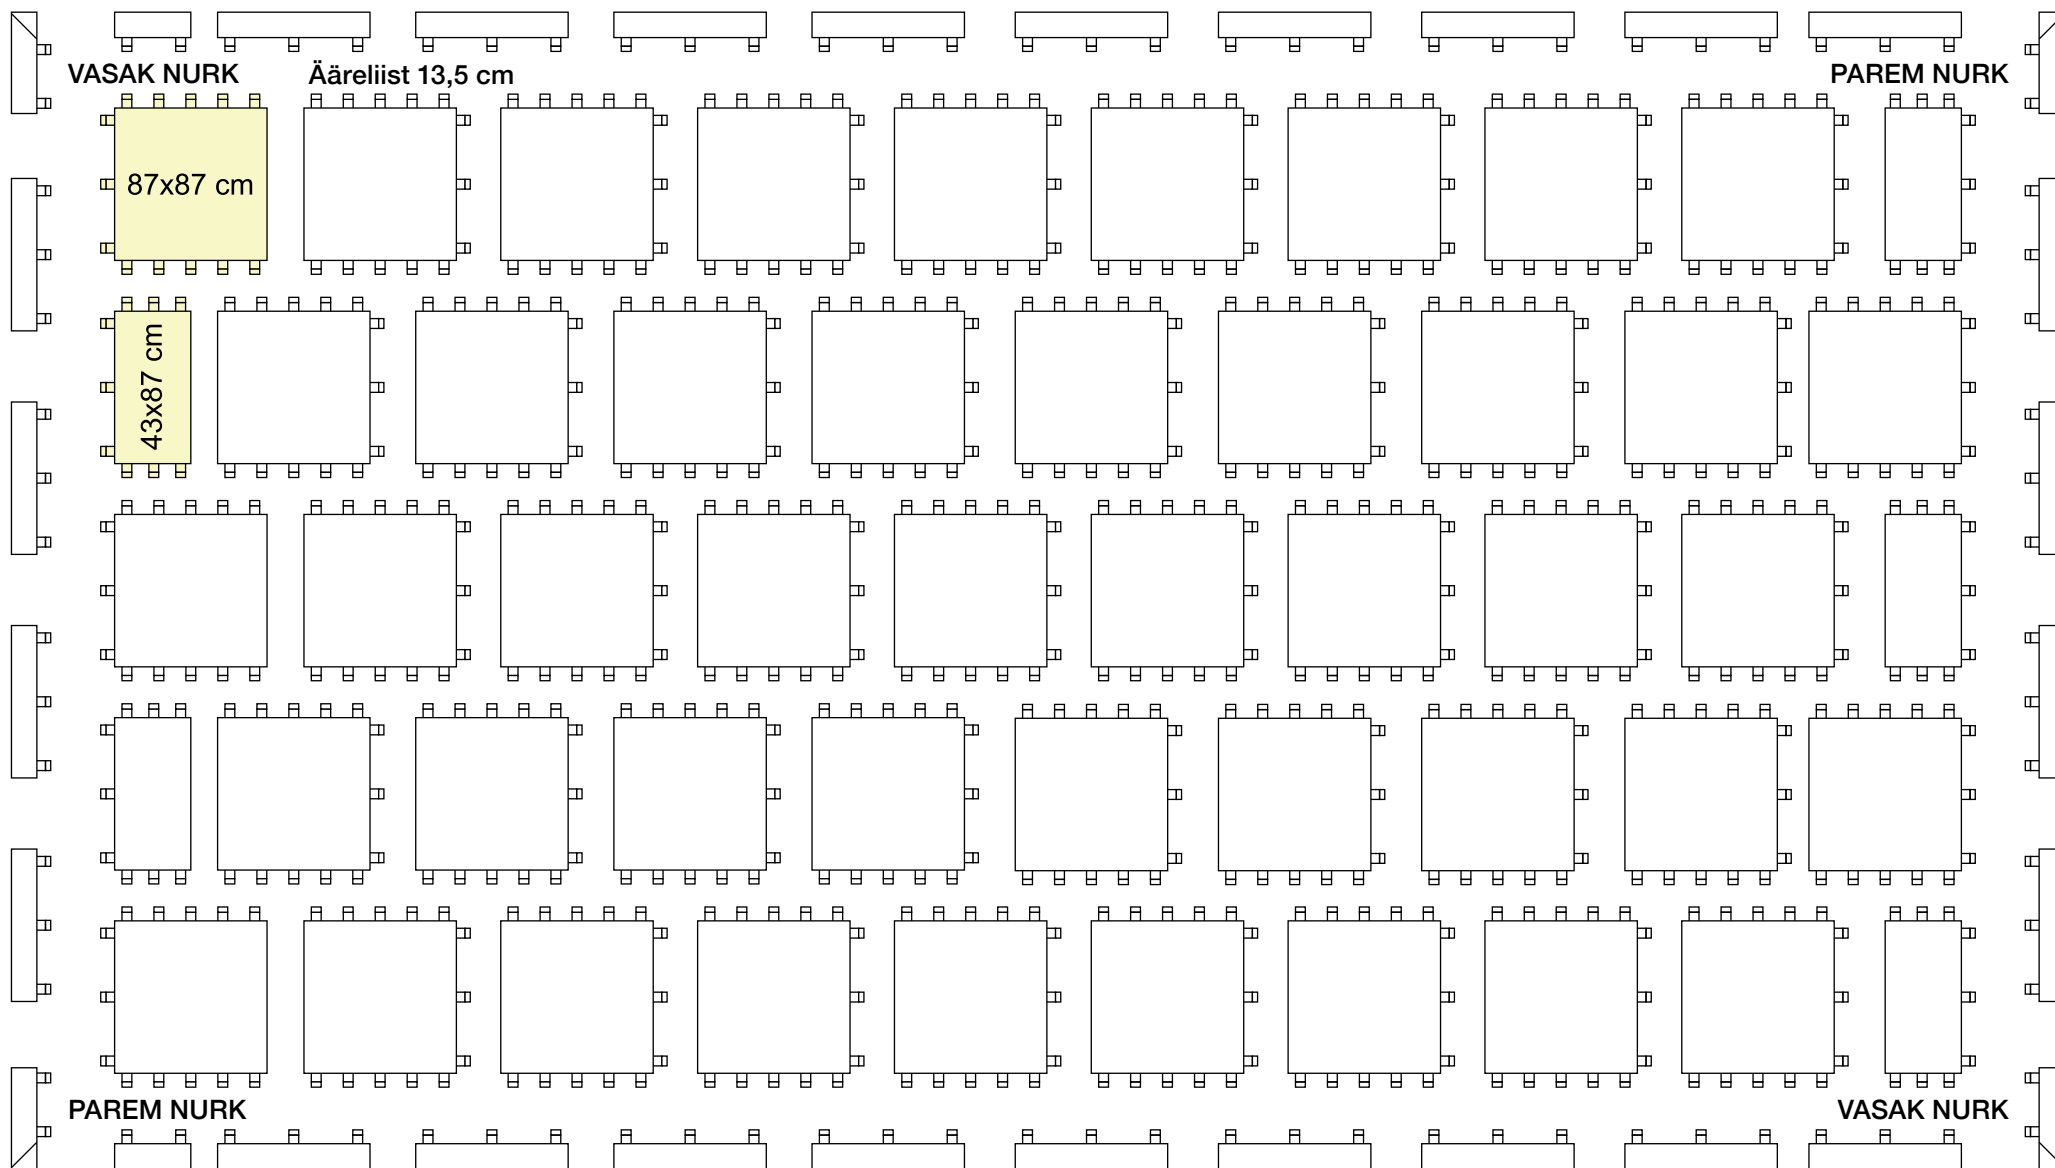 VASAK NURK
Ääreliist 13,5 cm
PAREM NURK
87x87 cm
43x87 cm
PAREM NURK
VASAK NURK